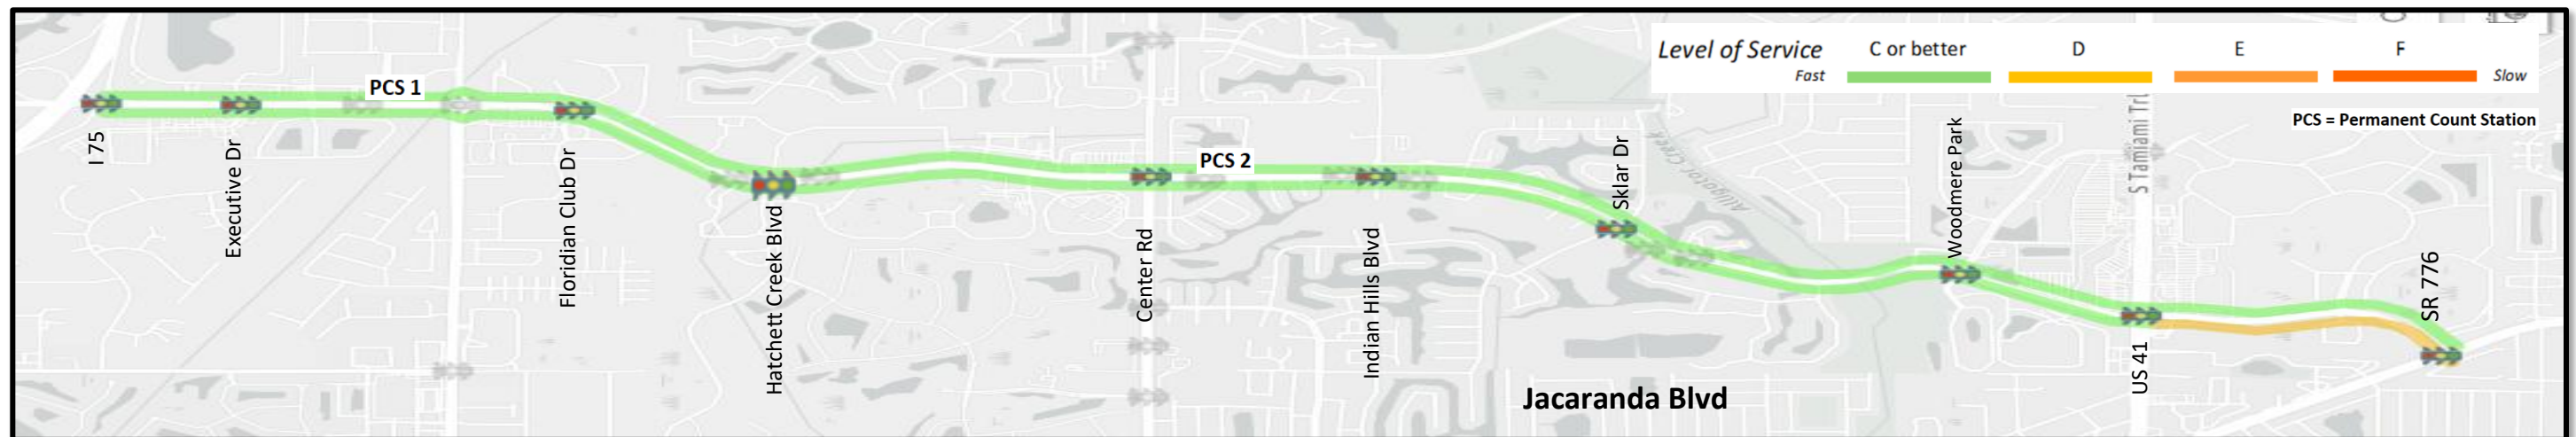 Level of Service C or better D E F
Fast Slow
PCS = Permanent Count Station
PCS 1
PCS 2
I 75
Executive Dr
Floridian Club Dr
Hatchett Creek Blvd
Center Rd
Indian Hills Blvd
Sklar Dr
Alligator Creek
Woodmere Park
S Tamiami Trl
US 41
SR 776
Jacaranda Blvd